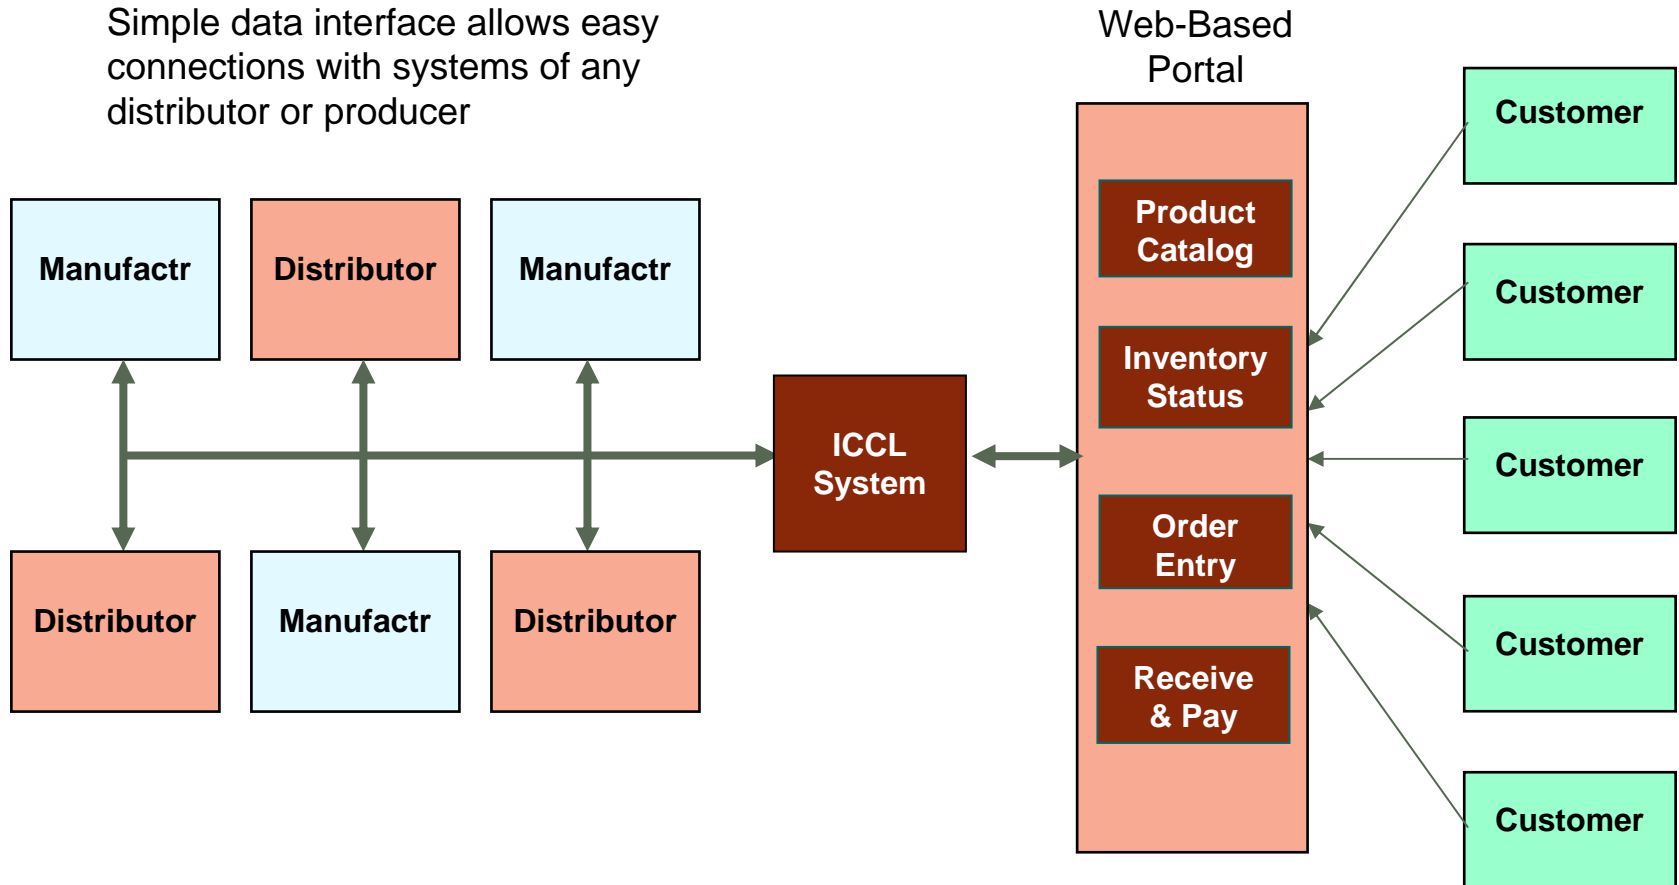 Simple data interface allows easy
connections with systems of any
distributor or producer
Web-Based
Portal
Manufactr
Distributor
Manufactr
Distributor
Manufactr
Distributor
ICCL
System
Product
Catalog
Inventory
Status
Order
Entry
Receive
& Pay
Customer
Customer
Customer
Customer
Customer